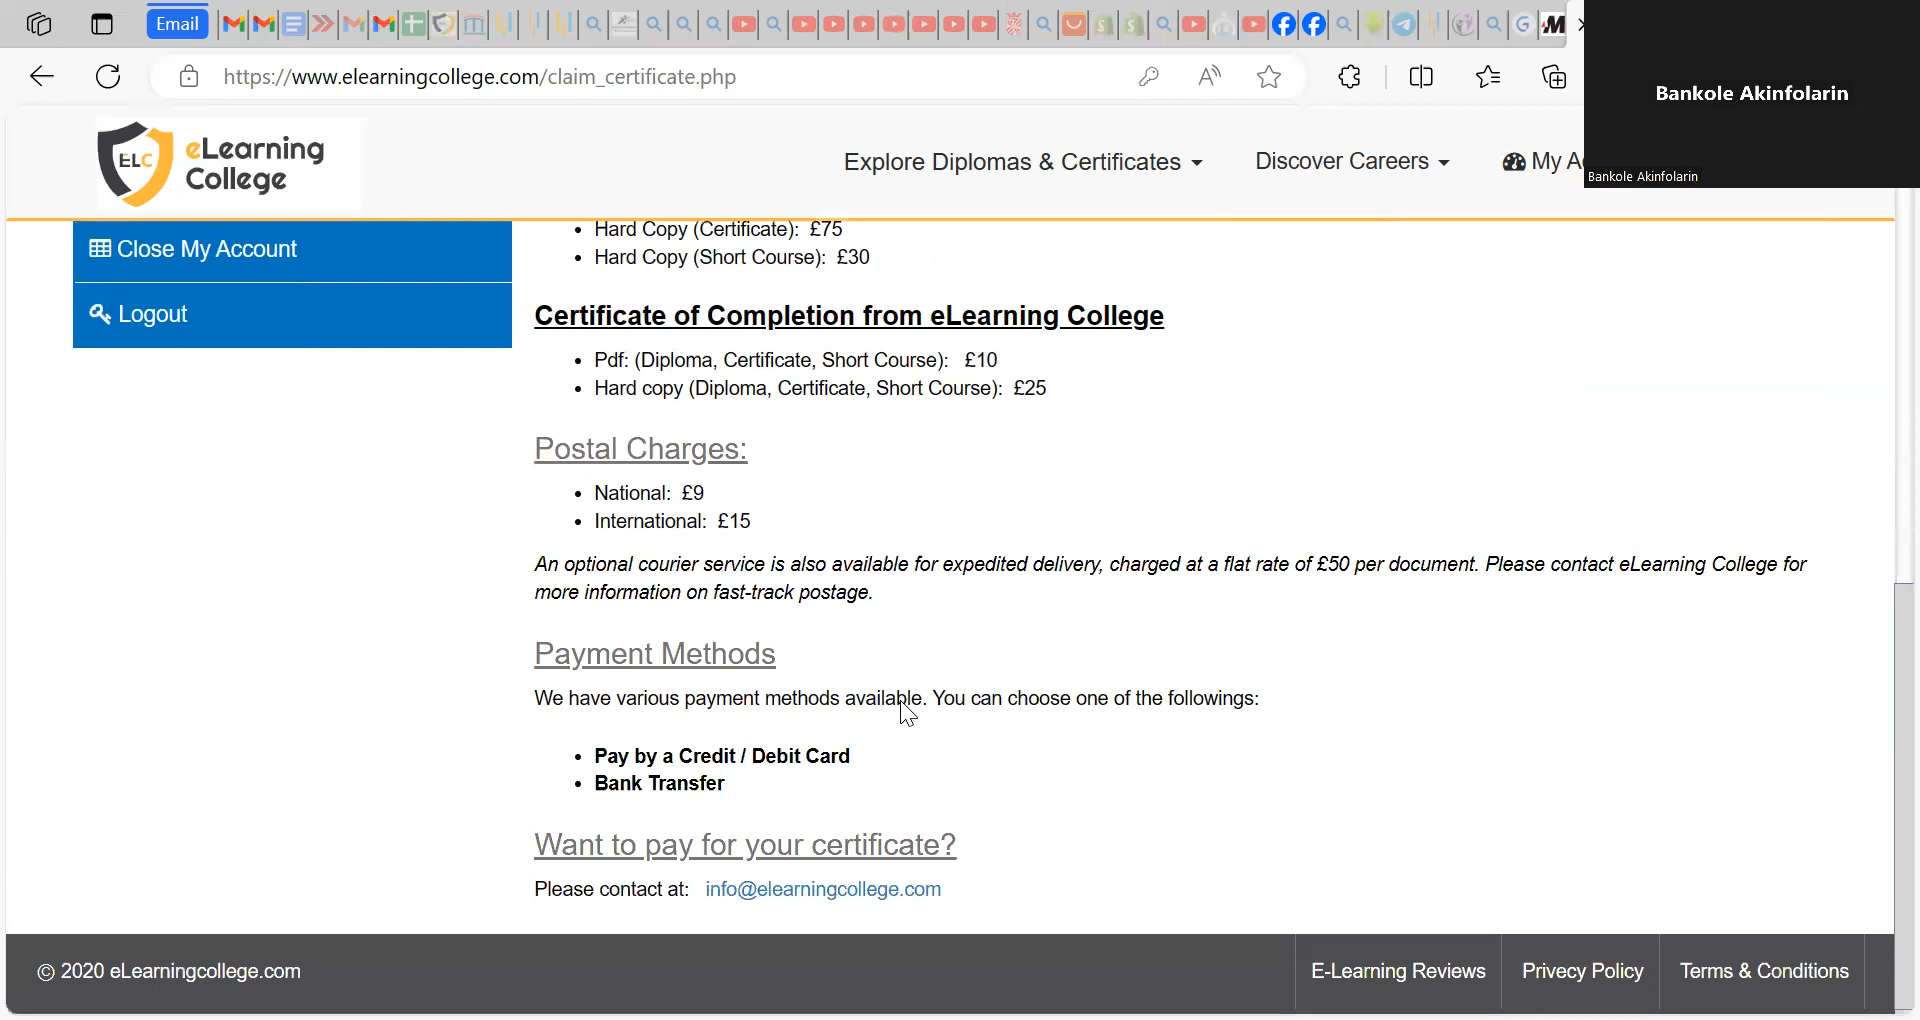 Email
https://www.elearningcollege.com/claim_certificate.php
Bankole Akinfolarin
Bankole Akinfolarin
ELC
eLearning
College
Explore Diplomas & Certificates
Discover Careers
My A
Close My Account
Logout
• Hard Copy (Certificate): £75
• Hard Copy (Short Course): £30
Certificate of Completion from eLearning College
• Pdf: (Diploma, Certificate, Short Course): £10
• Hard copy (Diploma, Certificate, Short Course): £25
Postal Charges:
• National: £9
• International: £15
An optional courier service is also available for expedited delivery, charged at a flat rate of £50 per document. Please contact eLearning College for
more information on fast-track postage.
Payment Methods
We have various payment methods available. You can choose one of the followings:
• Pay by a Credit / Debit Card
• Bank Transfer
Want to pay for your certificate?
Please contact at: info@elearningcollege.com
© 2020 eLearningcollege.com
E-Learning Reviews
Privecy Policy
Terms & Conditions